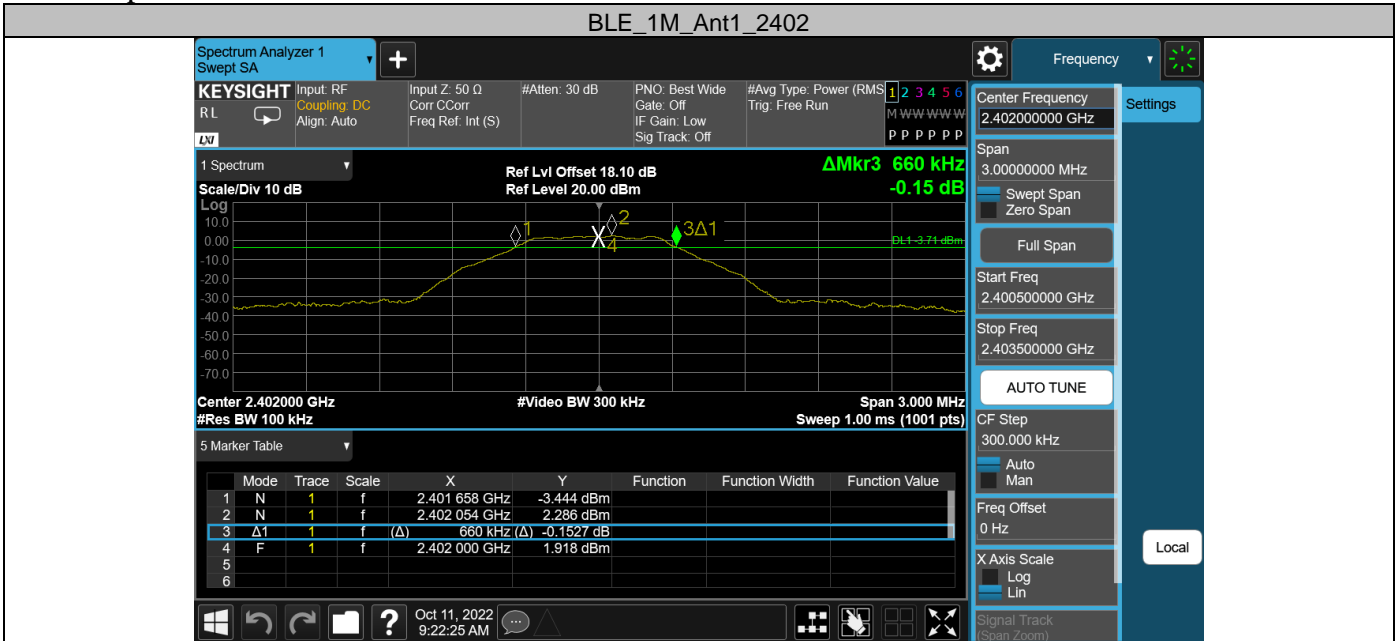 BLE_1M_Ant1_2402
Spectrum Analyzer 1
Swept SA
+
Frequency
KEYSIGHT
R L
LXI
Input: RF
Coupling: DC
Align: Auto
Input Z: 50 Ω
Corr CCorr
Freq Ref: Int (S)
#Atten: 30 dB
PNO: Best Wide
Gate: Off
IF Gain: Low
Sig Track: Off
#Avg Type: Power (RMS
Trig: Free Run
1 2 3 4 5 6
M W W W W W
P P P P P P
1 Spectrum
Scale/Div 10 dB
Ref Lvl Offset 18.10 dB
Ref Level 20.00 dBm
ΔMkr3 660 kHz
-0.15 dB
Log
10.0
0.00
-10.0
-20.0
-30.0
-40.0
-50.0
-60.0
-70.0
1
2
4
3Δ1
DL1 -3.71 dBm
Center 2.402000 GHz
#Video BW 300 kHz
Span 3.000 MHz
#Res BW 100 kHz
Sweep 1.00 ms (1001 pts)
5 Marker Table
Mode Trace Scale X Y Function Function Width Function Value
1 N 1 f 2.401 658 GHz -3.444 dBm
2 N 1 f 2.402 054 GHz 2.286 dBm
3 Δ1 1 f (Δ) 660 kHz (Δ) -0.1527 dB
4 F 1 f 2.402 000 GHz 1.918 dBm
5
6
Center Frequency
2.402000000 GHz
Settings
Span
3.00000000 MHz
Swept Span
Zero Span
Full Span
Start Freq
2.400500000 GHz
Stop Freq
2.403500000 GHz
AUTO TUNE
CF Step
300.000 kHz
Auto
Man
Freq Offset
0 Hz
Local
X Axis Scale
Log
Lin
Signal Track
(Span Zoom)
?
Oct 11, 2022
9:22:25 AM